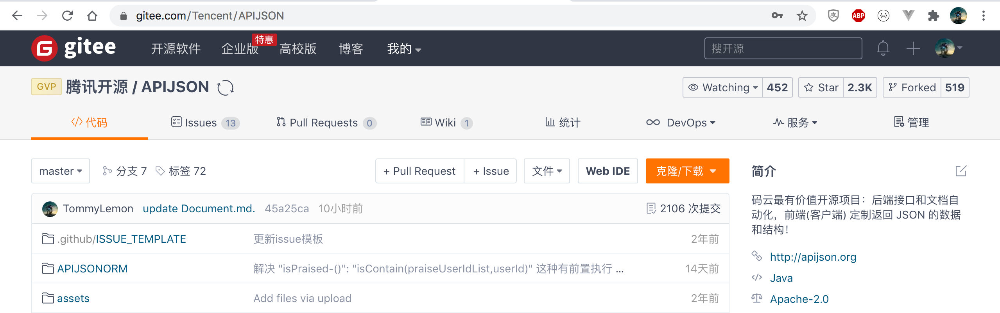 gitee.com/Tencent/APIJSON
ABP
gitee 开源软件 企业版 特惠 高校版 博客 我的 搜开源
GVP 腾讯开源 / APIJSON Watching 452 Star 2.3K Forked 519
代码 Issues 13 Pull Requests 0 Wiki 1 统计 DevOps 服务 管理
master 分支 7 标签 72 + Pull Request + Issue 文件 Web IDE 克隆/下载
TommyLemon update Document.md. 45a25ca 10小时前 2106 次提交
.github/ISSUE_TEMPLATE 更新issue模板 2年前
APIJSONORM 解决 "isPraised-()": "isContain(praiseUserIdList,userId)" 这种有前置执行 ... 14天前
assets Add files via upload 2年前
简介
码云最有价值开源项目：后端接口和文档自
动化，前端(客户端) 定制返回 JSON 的数据
和结构！
http://apijson.org
Java
Apache-2.0